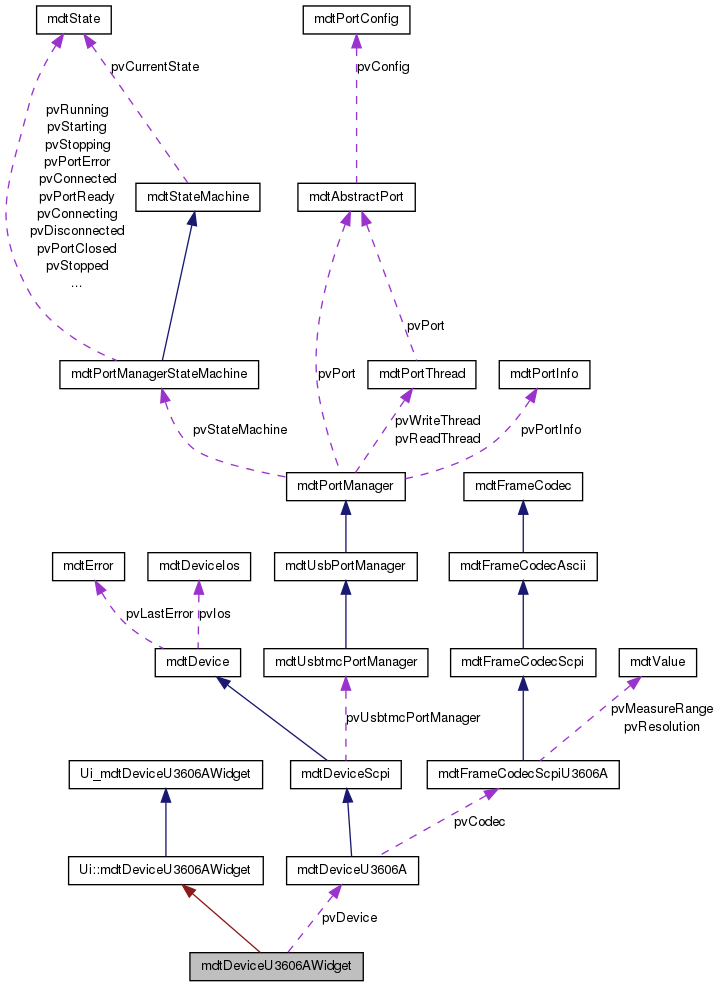 mdtState
mdtPortConfig
pvCurrentState
pvConfig
pvRunning
pvStarting
pvStopping
pvPortError
pvConnected
pvPortReady
pvConnecting
pvDisconnected
pvPortClosed
pvStopped
...
mdtStateMachine
mdtAbstractPort
pvPort
mdtPortManagerStateMachine
pvPort
mdtPortThread
mdtPortInfo
pvStateMachine
pvWriteThread
pvReadThread
pvPortInfo
mdtPortManager
mdtFrameCodec
mdtError
mdtDeviceIos
mdtUsbPortManager
mdtFrameCodecAscii
pvLastError
pvIos
mdtDevice
mdtUsbtmcPortManager
mdtFrameCodecScpi
mdtValue
pvUsbtmcPortManager
pvMeasureRange
pvResolution
Ui_mdtDeviceU3606AWidget
mdtDeviceScpi
mdtFrameCodecScpiU3606A
pvCodec
Ui::mdtDeviceU3606AWidget
mdtDeviceU3606A
pvDevice
mdtDeviceU3606AWidget